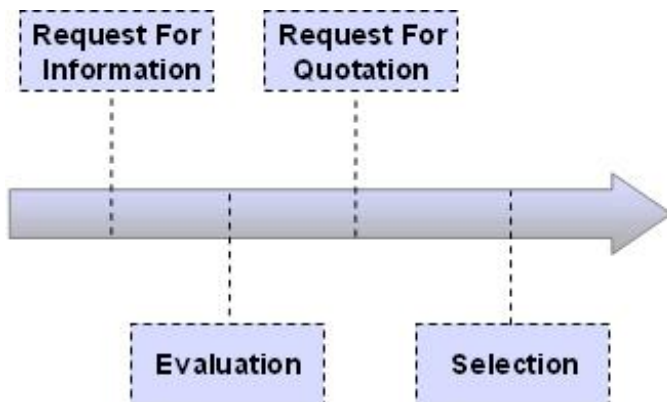 Request For
Information
Request For
Quotation
Evaluation
Selection